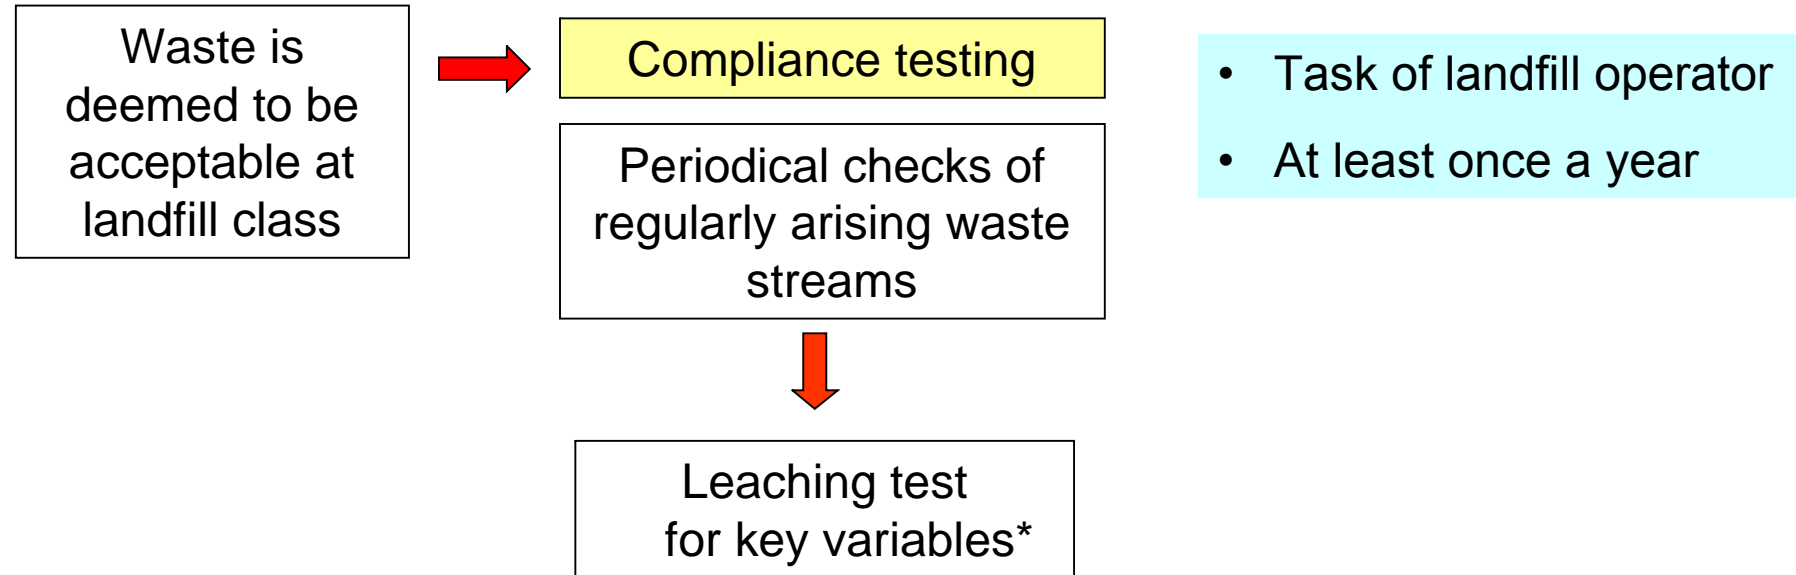 Waste is
deemed to be
acceptable at
landfill class
Compliance testing
Periodical checks of
regularly arising waste
streams
Leaching test
for key variables*
• Task of landfill operator
• At least once a year